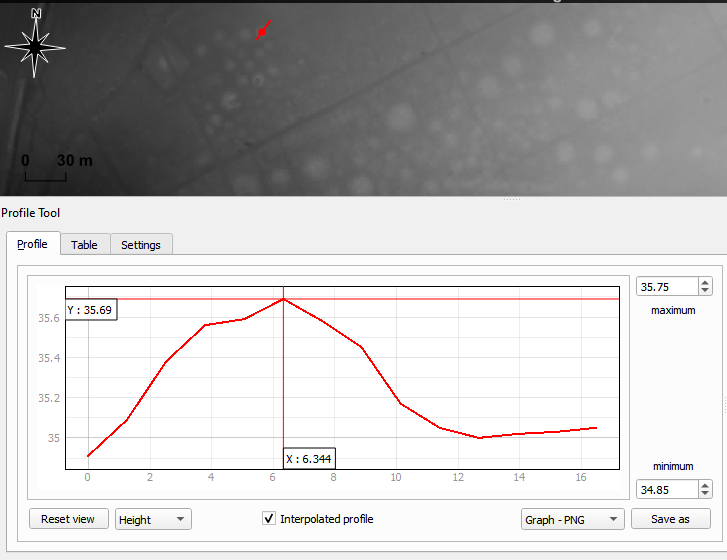 N
0 30 m
Profile Tool
Profile Table Settings
Y : 35.69
35.6
35.4
35.2
35
X : 6.344
0 2 4 6 8 10 12 14 16
35.75
maximum
minimum
34.85
Reset view Height Interpolated profile Graph - PNG Save as